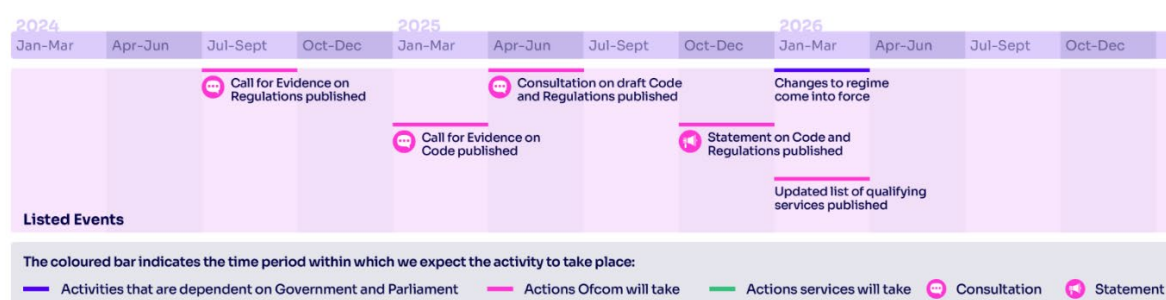 2024 2025 2026
Jan-Mar Apr-Jun Jul-Sept Oct-Dec Jan-Mar Apr-Jun Jul-Sept Oct-Dec Jan-Mar Apr-Jun Jul-Sept Oct-Dec
Call for Evidence on
Regulations published
Consultation on draft Code
and Regulations published
Changes to regime
come into force
Call for Evidence on
Code published
Statement on Code and
Regulations published
Updated list of qualifying
services published
Listed Events
The coloured bar indicates the time period within which we expect the activity to take place:
Activities that are dependent on Government and Parliament Actions Ofcom will take Actions services will take Consultation Statement